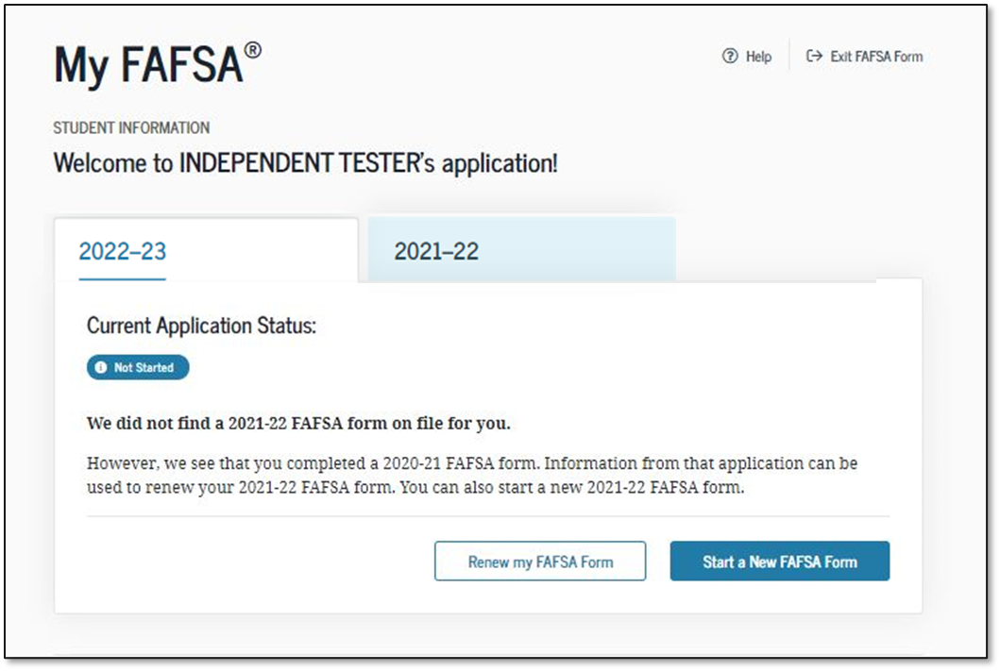 My FAFSA®
Help
Exit FAFSA Form
STUDENT INFORMATION
Welcome to INDEPENDENT TESTER's application!
2022–23
2021–22
Current Application Status:
Not Started
We did not find a 2021-22 FAFSA form on file for you.
However, we see that you completed a 2020-21 FAFSA form. Information from that application can be
used to renew your 2021-22 FAFSA form. You can also start a new 2021-22 FAFSA form.
Renew my FAFSA Form
Start a New FAFSA Form